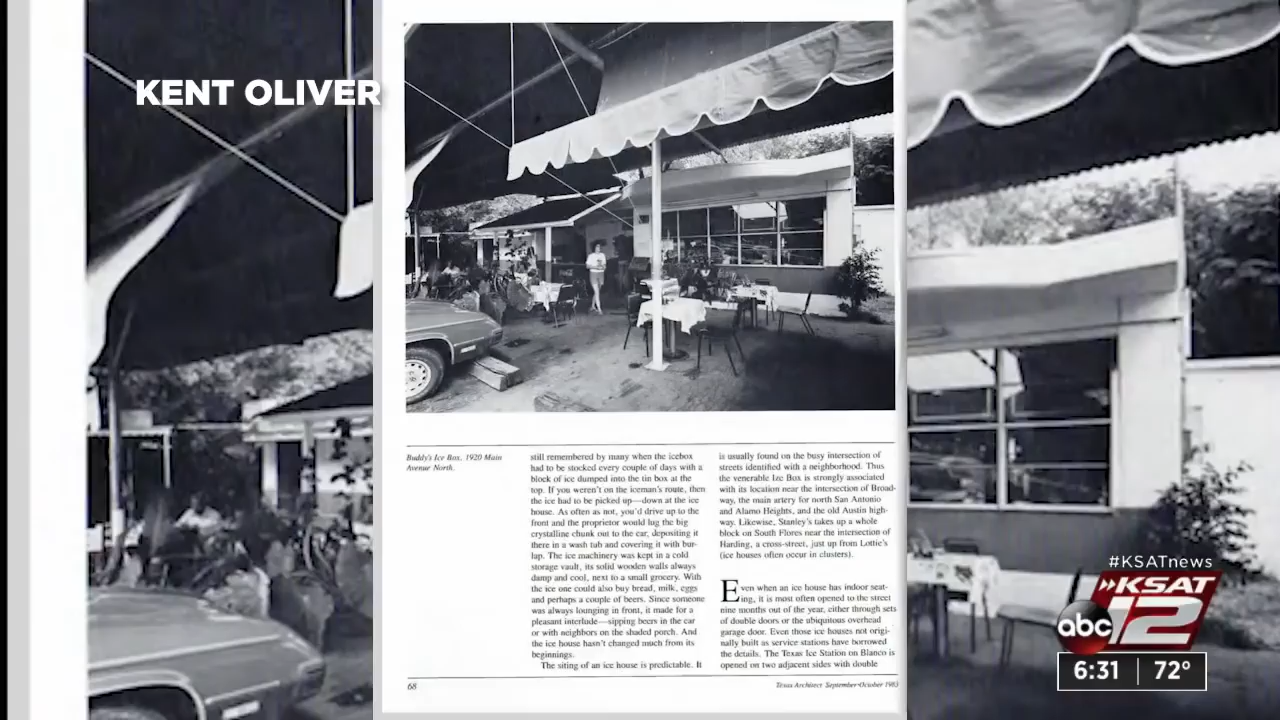 KENT OLIVER
Buddy's Ice Box, 1920 Main
Avenue North.
still remembered by many when the icebox
had to be stocked every couple of days with a
block of ice dumped into the tin box at the
top. If you weren't on the iceman's route, then
the ice had to be picked up—down at the ice
house. As often as not, you'd drive up to the
front and the proprietor would lug the big
crystalline chunk out to the car, depositing it
there in a wash tub and covering it with bur-
lap. The ice machinery was kept in a cold
storage vault, its solid wooden walls always
damp and cool, next to a small grocery. With
the ice one could also buy bread, milk, eggs
and perhaps a couple of beers. Since someone
was always lounging in front, it made for a
pleasant interlude—sipping beers in the car
or with neighbors on the shaded porch. And
the ice house hasn't changed much from its
beginnings.
The siting of an ice house is predictable. It
is usually found on the busy intersection of
streets identified with a neighborhood. Thus
the venerable Ice Box is strongly associated
with its location near the intersection of Broad-
way, the main artery for north San Antonio
and Alamo Heights, and the old Austin high-
way. Likewise, Stanley's takes up a whole
block on South Flores near the intersection of
Harding, a cross-street, just up from Lottie's
(ice houses often occur in clusters).
Even when an ice house has indoor seat-
ing, it is most often opened to the street
nine months out of the year, either through sets
of double doors or the ubiquitous overhead
garage door. Even those ice houses not origi-
nally built as service stations have borrowed
the details. The Texas Ice Station on Blanco is
opened on two adjacent sides with double
68
Texas Architect September-October 1983
#KSATnews
KSAT
abc 12
6:31 72°